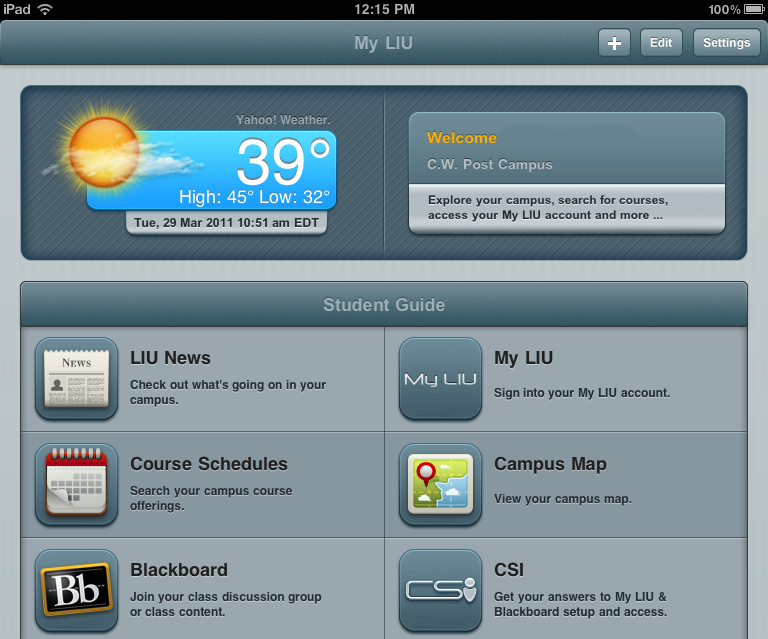 iPad 12:15 PM 100%
My LIU
+ Edit Settings
Yahoo! Weather.
39°
High: 45° Low: 32°
Tue, 29 Mar 2011 10:51 am EDT
Welcome
C.W. Post Campus
Explore your campus, search for courses,
access your My LIU account and more ...
Student Guide
NEWS
LIU News
Check out what's going on in your
campus.
My LIU
My LIU
Sign into your My LIU account.
Course Schedules
Search your campus course
offerings.
Campus Map
View your campus map.
Bb
Blackboard
Join your class discussion group
or class content.
CSi
CSI
Get your answers to My LIU &
Blackboard setup and access.